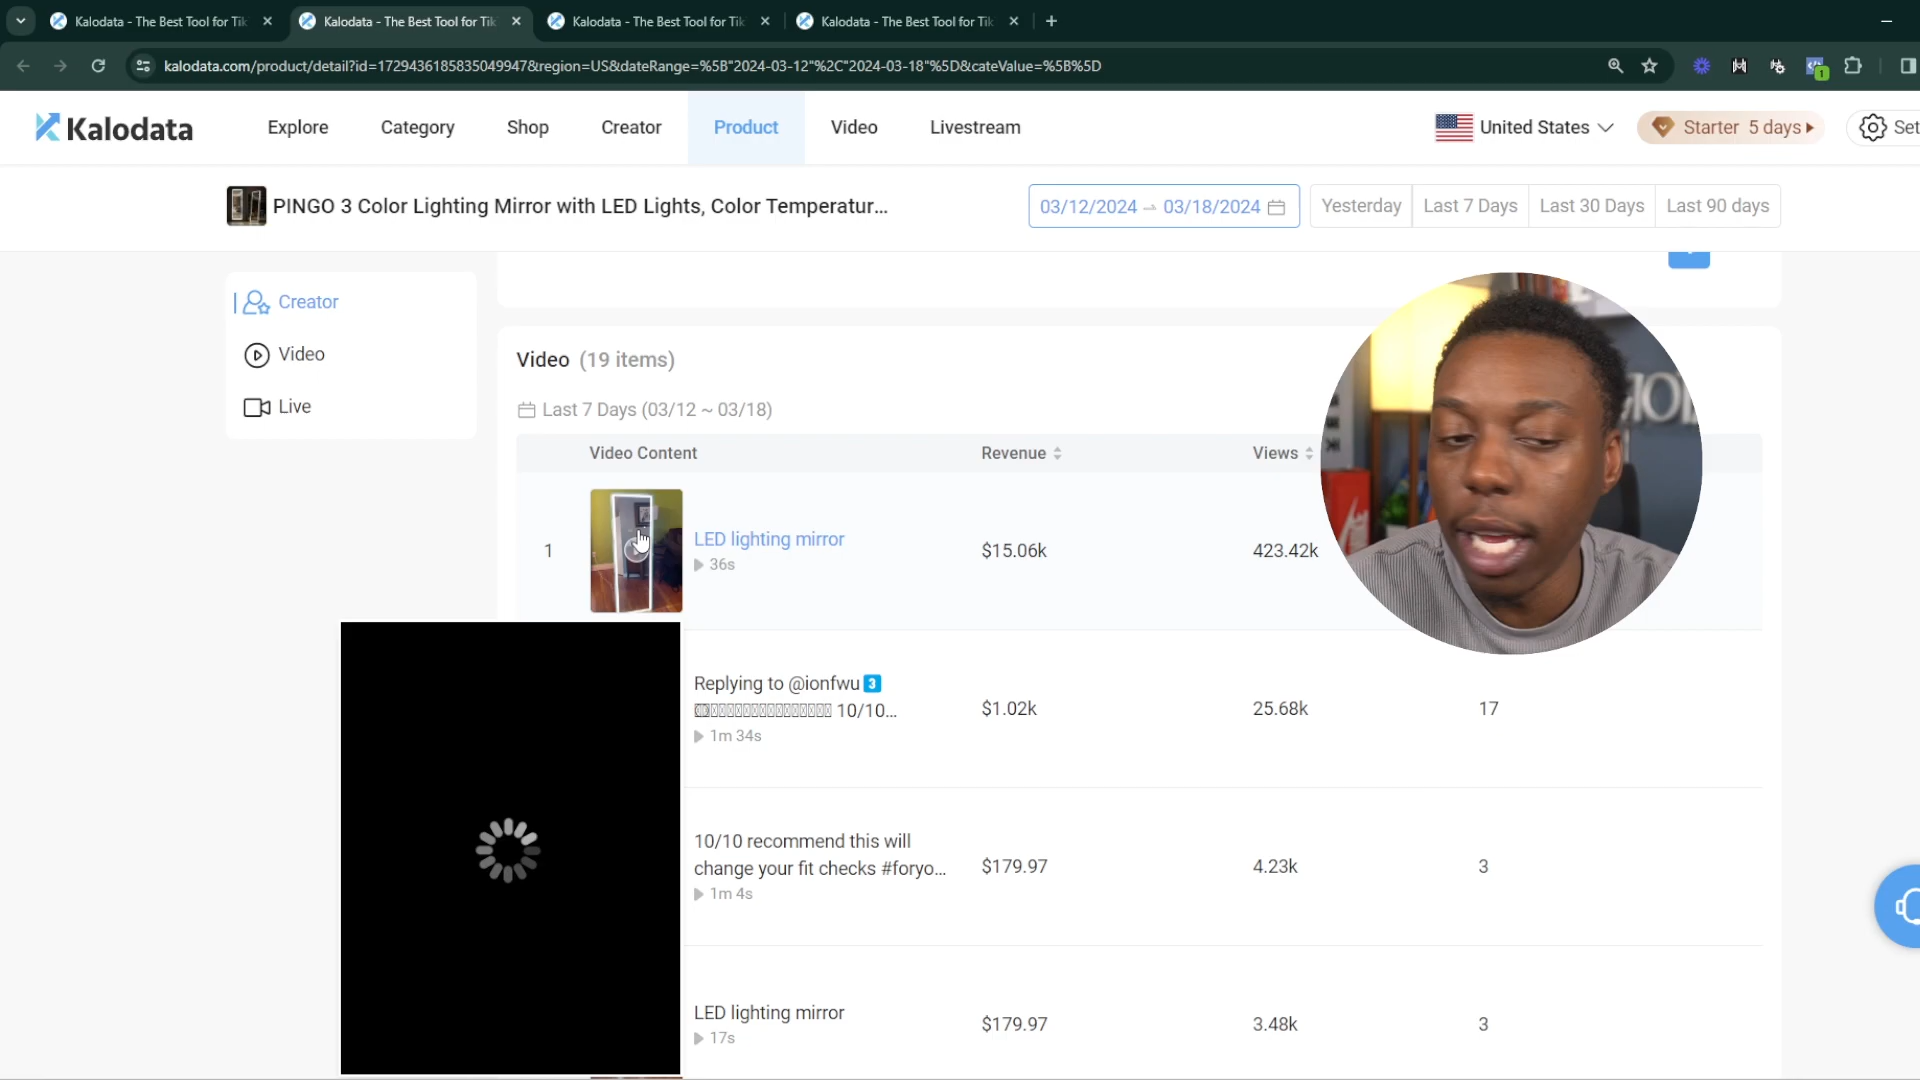 Kalodata - The Best Tool for Tik
Kalodata - The Best Tool for Tik
Kalodata - The Best Tool for Tik
Kalodata - The Best Tool for Tik
kalodata.com/product/detail?id=1729436185835049947&region=US&dateRange=%5B"2024-03-12"%2C"2024-03-18"%5D&cateValue=%5B%5D
1
Kalodata
Explore
Category
Shop
Creator
Product
Video
Livestream
United States
Starter 5 days
Set
PINGO 3 Color Lighting Mirror with LED Lights, Color Temperatur...
03/12/2024 → 03/18/2024
Yesterday
Last 7 Days
Last 30 Days
Last 90 days
Creator
Video
Live
Video (19 items)
Last 7 Days (03/12 ~ 03/18)
Video Content
Revenue
Views
1
LED lighting mirror
36s
$15.06k
423.42k
Replying to @ionfwu3
10/10...
1m 34s
$1.02k
25.68k
17
10/10 recommend this will
change your fit checks #foryo...
1m 4s
$179.97
4.23k
3
LED lighting mirror
17s
$179.97
3.48k
3